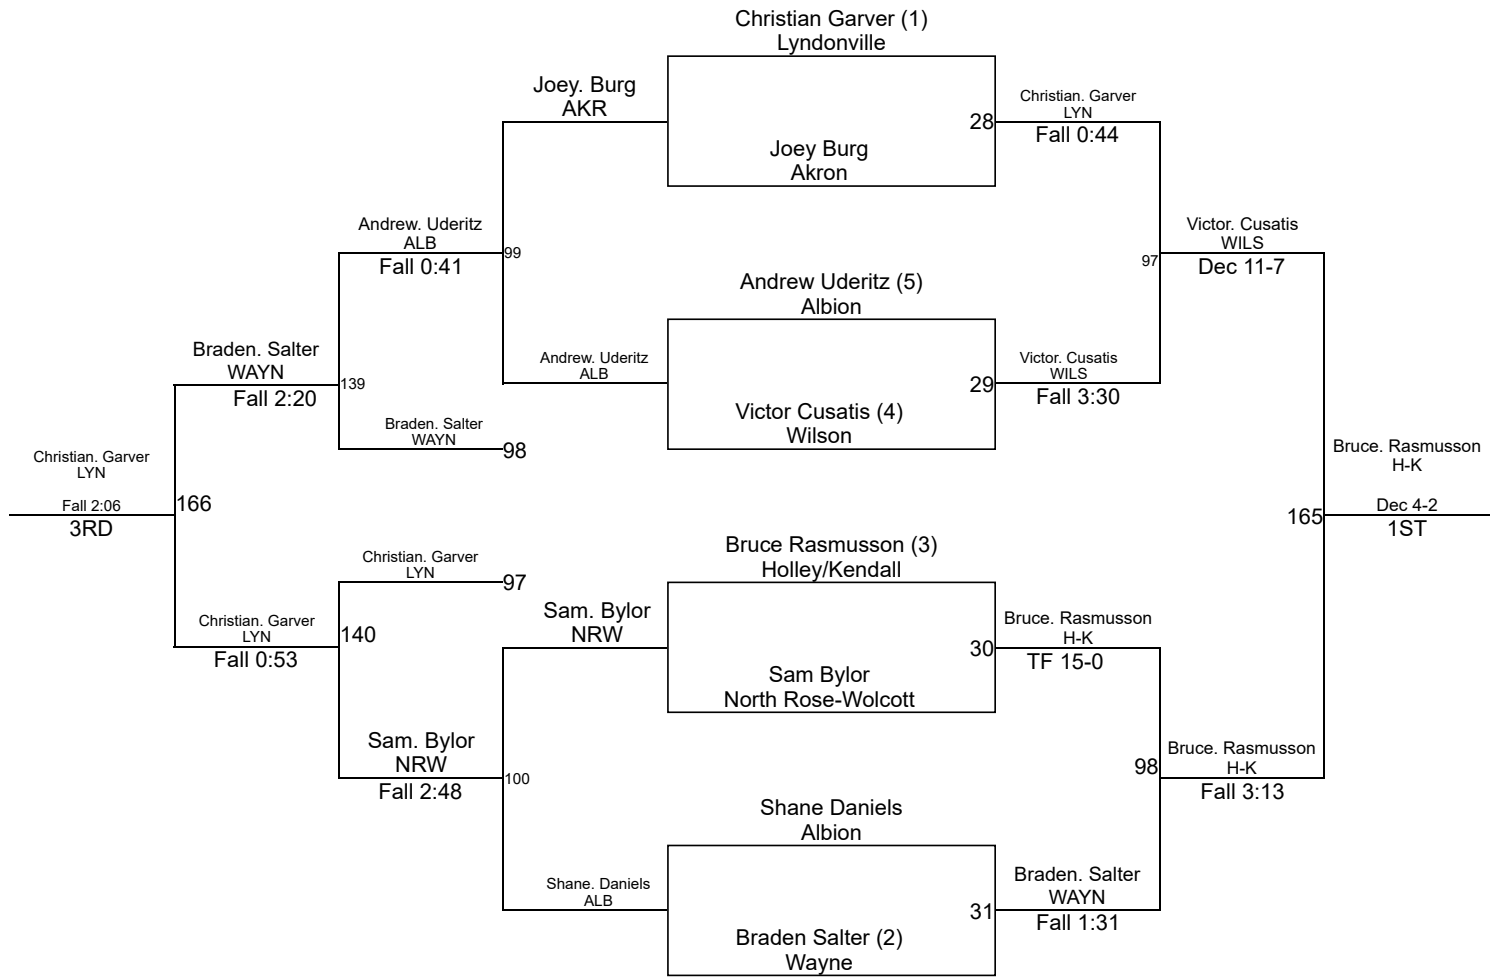 Christian Garver (1)
Lyndonville
Joey. Burg
AKR
28
Christian. Garver
LYN
Fall 0:44
Joey Burg
Akron
Andrew. Uderitz
ALB
Fall 0:41
99
97
Victor. Cusatis
WILS
Dec 11-7
Andrew Uderitz (5)
Albion
Braden. Salter
WAYN
Fall 2:20
139
Andrew. Uderitz
ALB
29
Victor. Cusatis
WILS
Fall 3:30
Victor Cusatis (4)
Wilson
Braden. Salter
WAYN
98
Christian. Garver
LYN
Fall 2:06
3RD
166
165
Bruce. Rasmusson
H-K
Dec 4-2
1ST
Bruce Rasmusson (3)
Holley/Kendall
Christian. Garver
LYN
97
Christian. Garver
LYN
Fall 0:53
140
Sam. Bylor
NRW
30
Bruce. Rasmusson
H-K
TF 15-0
Sam Bylor
North Rose-Wolcott
Sam. Bylor
NRW
Fall 2:48
100
98
Bruce. Rasmusson
H-K
Fall 3:13
Shane Daniels
Albion
Shane. Daniels
ALB
31
Braden. Salter
WAYN
Fall 1:31
Braden Salter (2)
Wayne